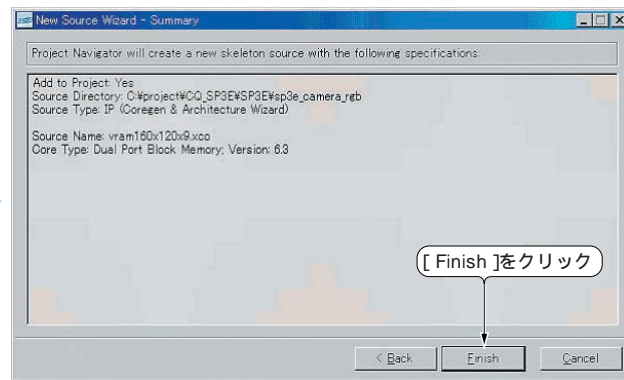 New Source Wizard - Summary
Project Navigator will create a new skeleton source with the following specifications:
Add to Project: Yes
Source Directory: C:¥project¥CQ_SP3E¥SP3E¥sp3e_camera_rgb
Source Type: IP (Coregen & Architecture Wizard)
Source Name: vram160x120x9.xco
Core Type: Dual Port Block Memory; Version: 6.3
[ Finish ]をクリック
< Back
Finish
Cancel